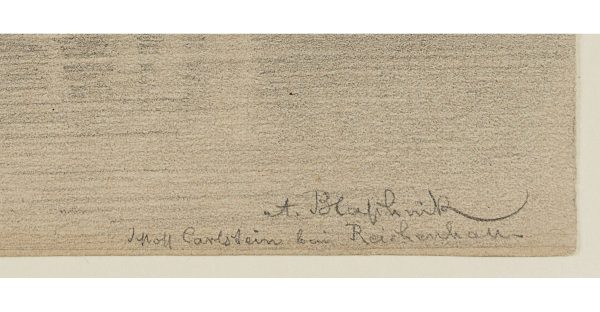 A. Blaschnik
Schloss Carlstein bei Reichenhall